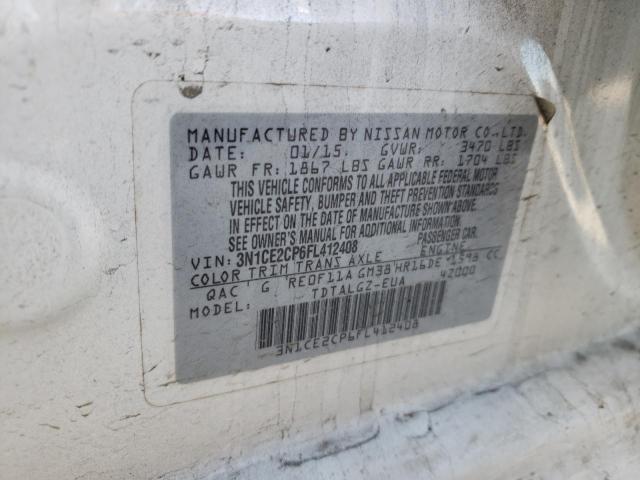 MANUFACTURED BY NISSAN MOTOR CO.,LTD.
DATE: 01/15. GVWR: 3470 LBS
GAWR FR: 1867 LBS GAWR RR: 1704 LBS
THIS VEHICLE CONFORMS TO ALL APPLICABLE FEDERAL MOTOR
VEHICLE SAFETY, BUMPER AND THEFT PREVENTION STANDARDS
IN EFFECT ON THE DATE OF MANUFACTURE SHOWN ABOVE.
SEE OWNER'S MANUAL FOR ADDITIONAL INFORMATION
VIN: 3N1CE2CP6FL412408 PASSENGER CAR.
COLOR TRIM TRANS AXLE ENGINE
QAC G RE0F11A GM38 HR16DE 1598 CC
MODEL: TDTALGZ-EUA 42000
3N1CE2CP6FL412408